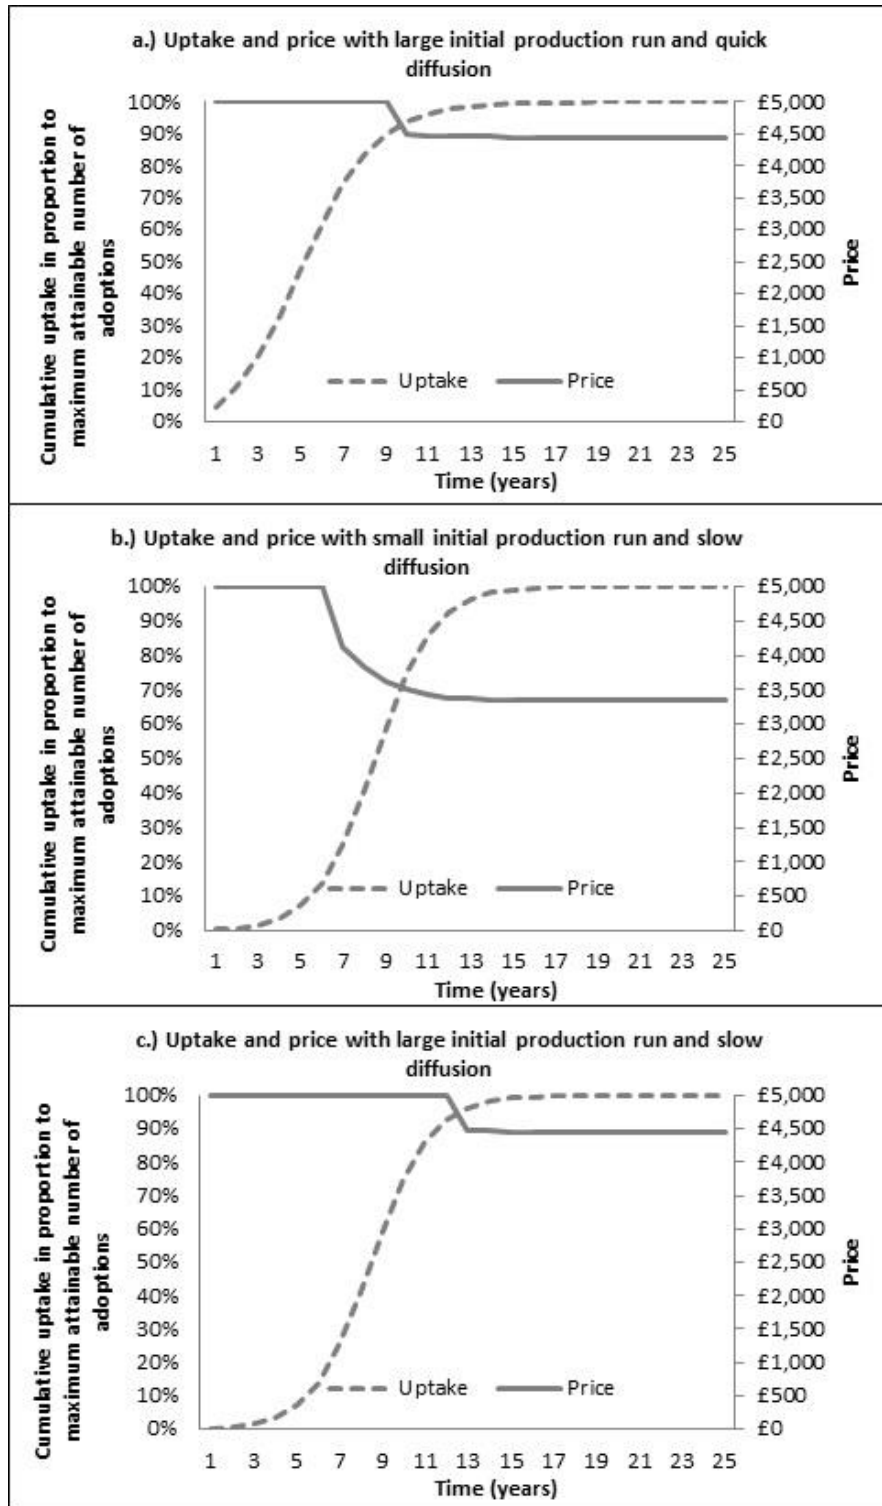 a.) Uptake and price with large initial production run and quick
diffusion
Cumulative uptake in proportion to
maximum attainable number of
adoptions
100%
90%
80%
70%
60%
50%
40%
30%
20%
10%
0%
£5,000
£4,500
£4,000
£3,500
£3,000
£2,500
£2,000
£1,500
£1,000
£500
£0
Price
Uptake Price
1 3 5 7 9 11 13 15 17 19 21 23 25
Time (years)
b.) Uptake and price with small initial production run and slow
diffusion
Cumulative uptake in proportion to
maximum attainable number of
adoptions
100%
90%
80%
70%
60%
50%
40%
30%
20%
10%
0%
£5,000
£4,500
£4,000
£3,500
£3,000
£2,500
£2,000
£1,500
£1,000
£500
£0
Price
Uptake Price
1 3 5 7 9 11 13 15 17 19 21 23 25
Time (years)
c.) Uptake and price with large initial production run and slow
diffusion
Cumulative uptake in proportion to
maximum attainable number of
adoptions
100%
90%
80%
70%
60%
50%
40%
30%
20%
10%
0%
£5,000
£4,500
£4,000
£3,500
£3,000
£2,500
£2,000
£1,500
£1,000
£500
£0
Price
Uptake Price
1 3 5 7 9 11 13 15 17 19 21 23 25
Time (years)